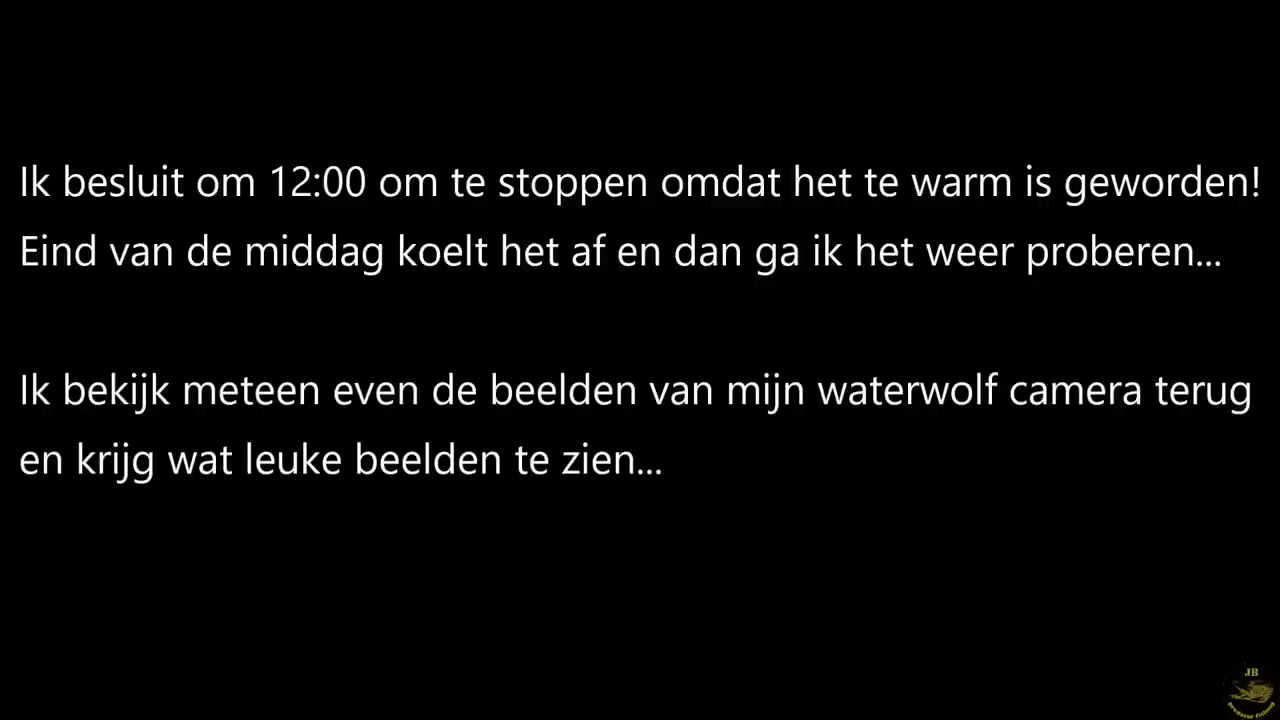 Ik besluit om 12:00 om te stoppen omdat het te warm is geworden!
Eind van de middag koelt het af en dan ga ik het weer proberen...
Ik bekijk meteen even de beelden van mijn waterwolf camera terug
en krijg wat leuke beelden te zien...
JB
predator fishing